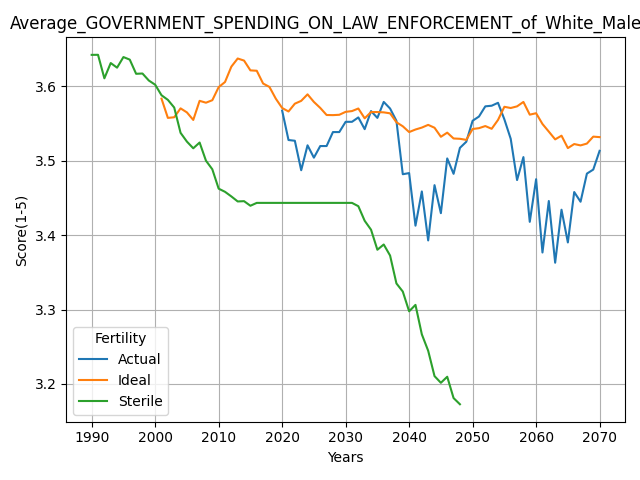 Average_GOVERNMENT_SPENDING_ON_LAW_ENFORCEMENT_of_White_Male
3.6
3.5
3.4
3.3
3.2
Score(1-5)
Fertility
Actual
Ideal
Sterile
1990 2000 2010 2020 2030 2040 2050 2060 2070
Years